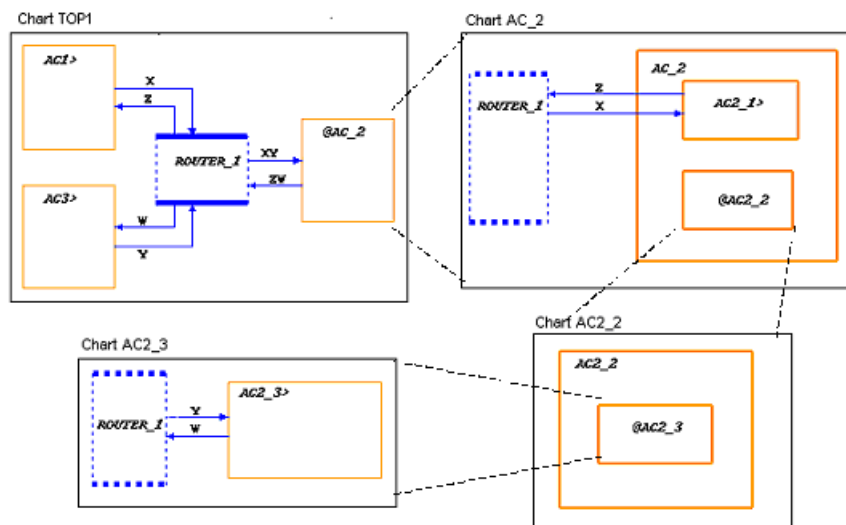 Chart TOP1
AC1>
X
Z
ROUTER_1
XY
ZW
@AC_2
AC3>
W
Y
Chart AC_2
AC_2
ROUTER_1
Z
X
AC2_1>
@AC2_2
Chart AC2_3
ROUTER_1
Y
W
AC2_3>
Chart AC2_2
AC2_2
@AC2_3